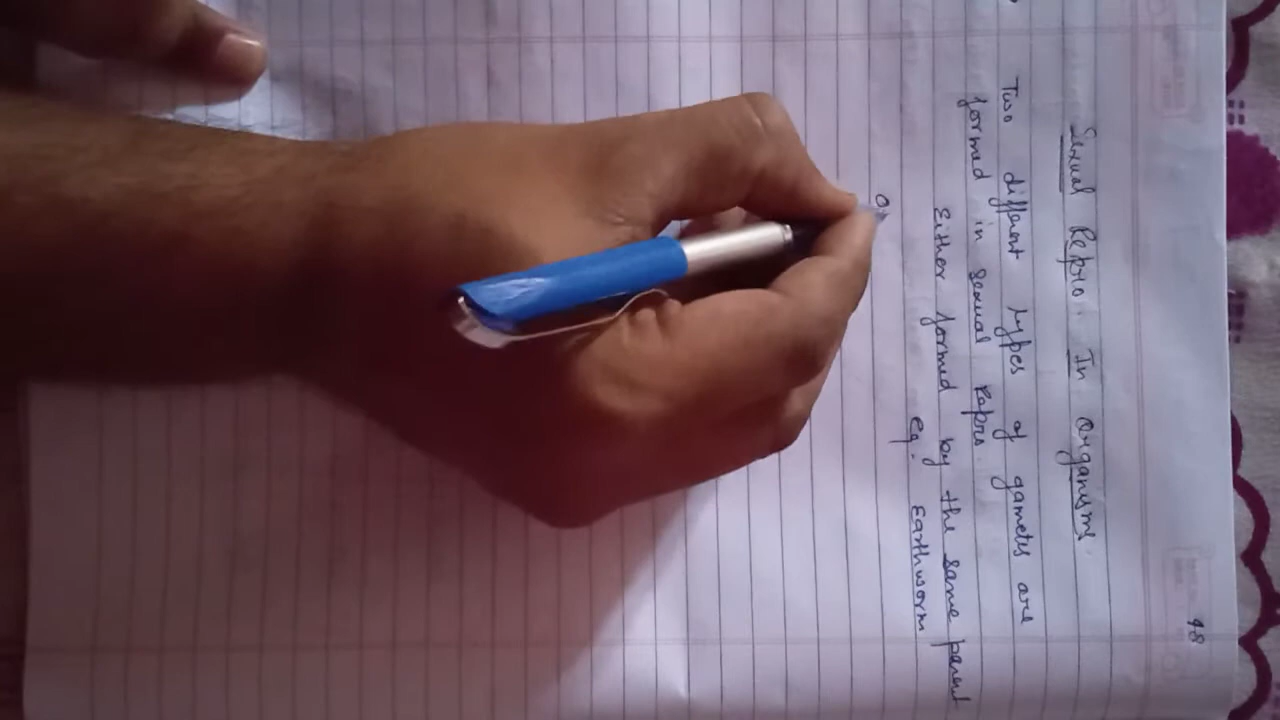 48
Sexual Repro. In Organisms.
Two different types of gametes are
formed in sexual Repro.
Either formed by the same parent
eg. Earthworm
Or